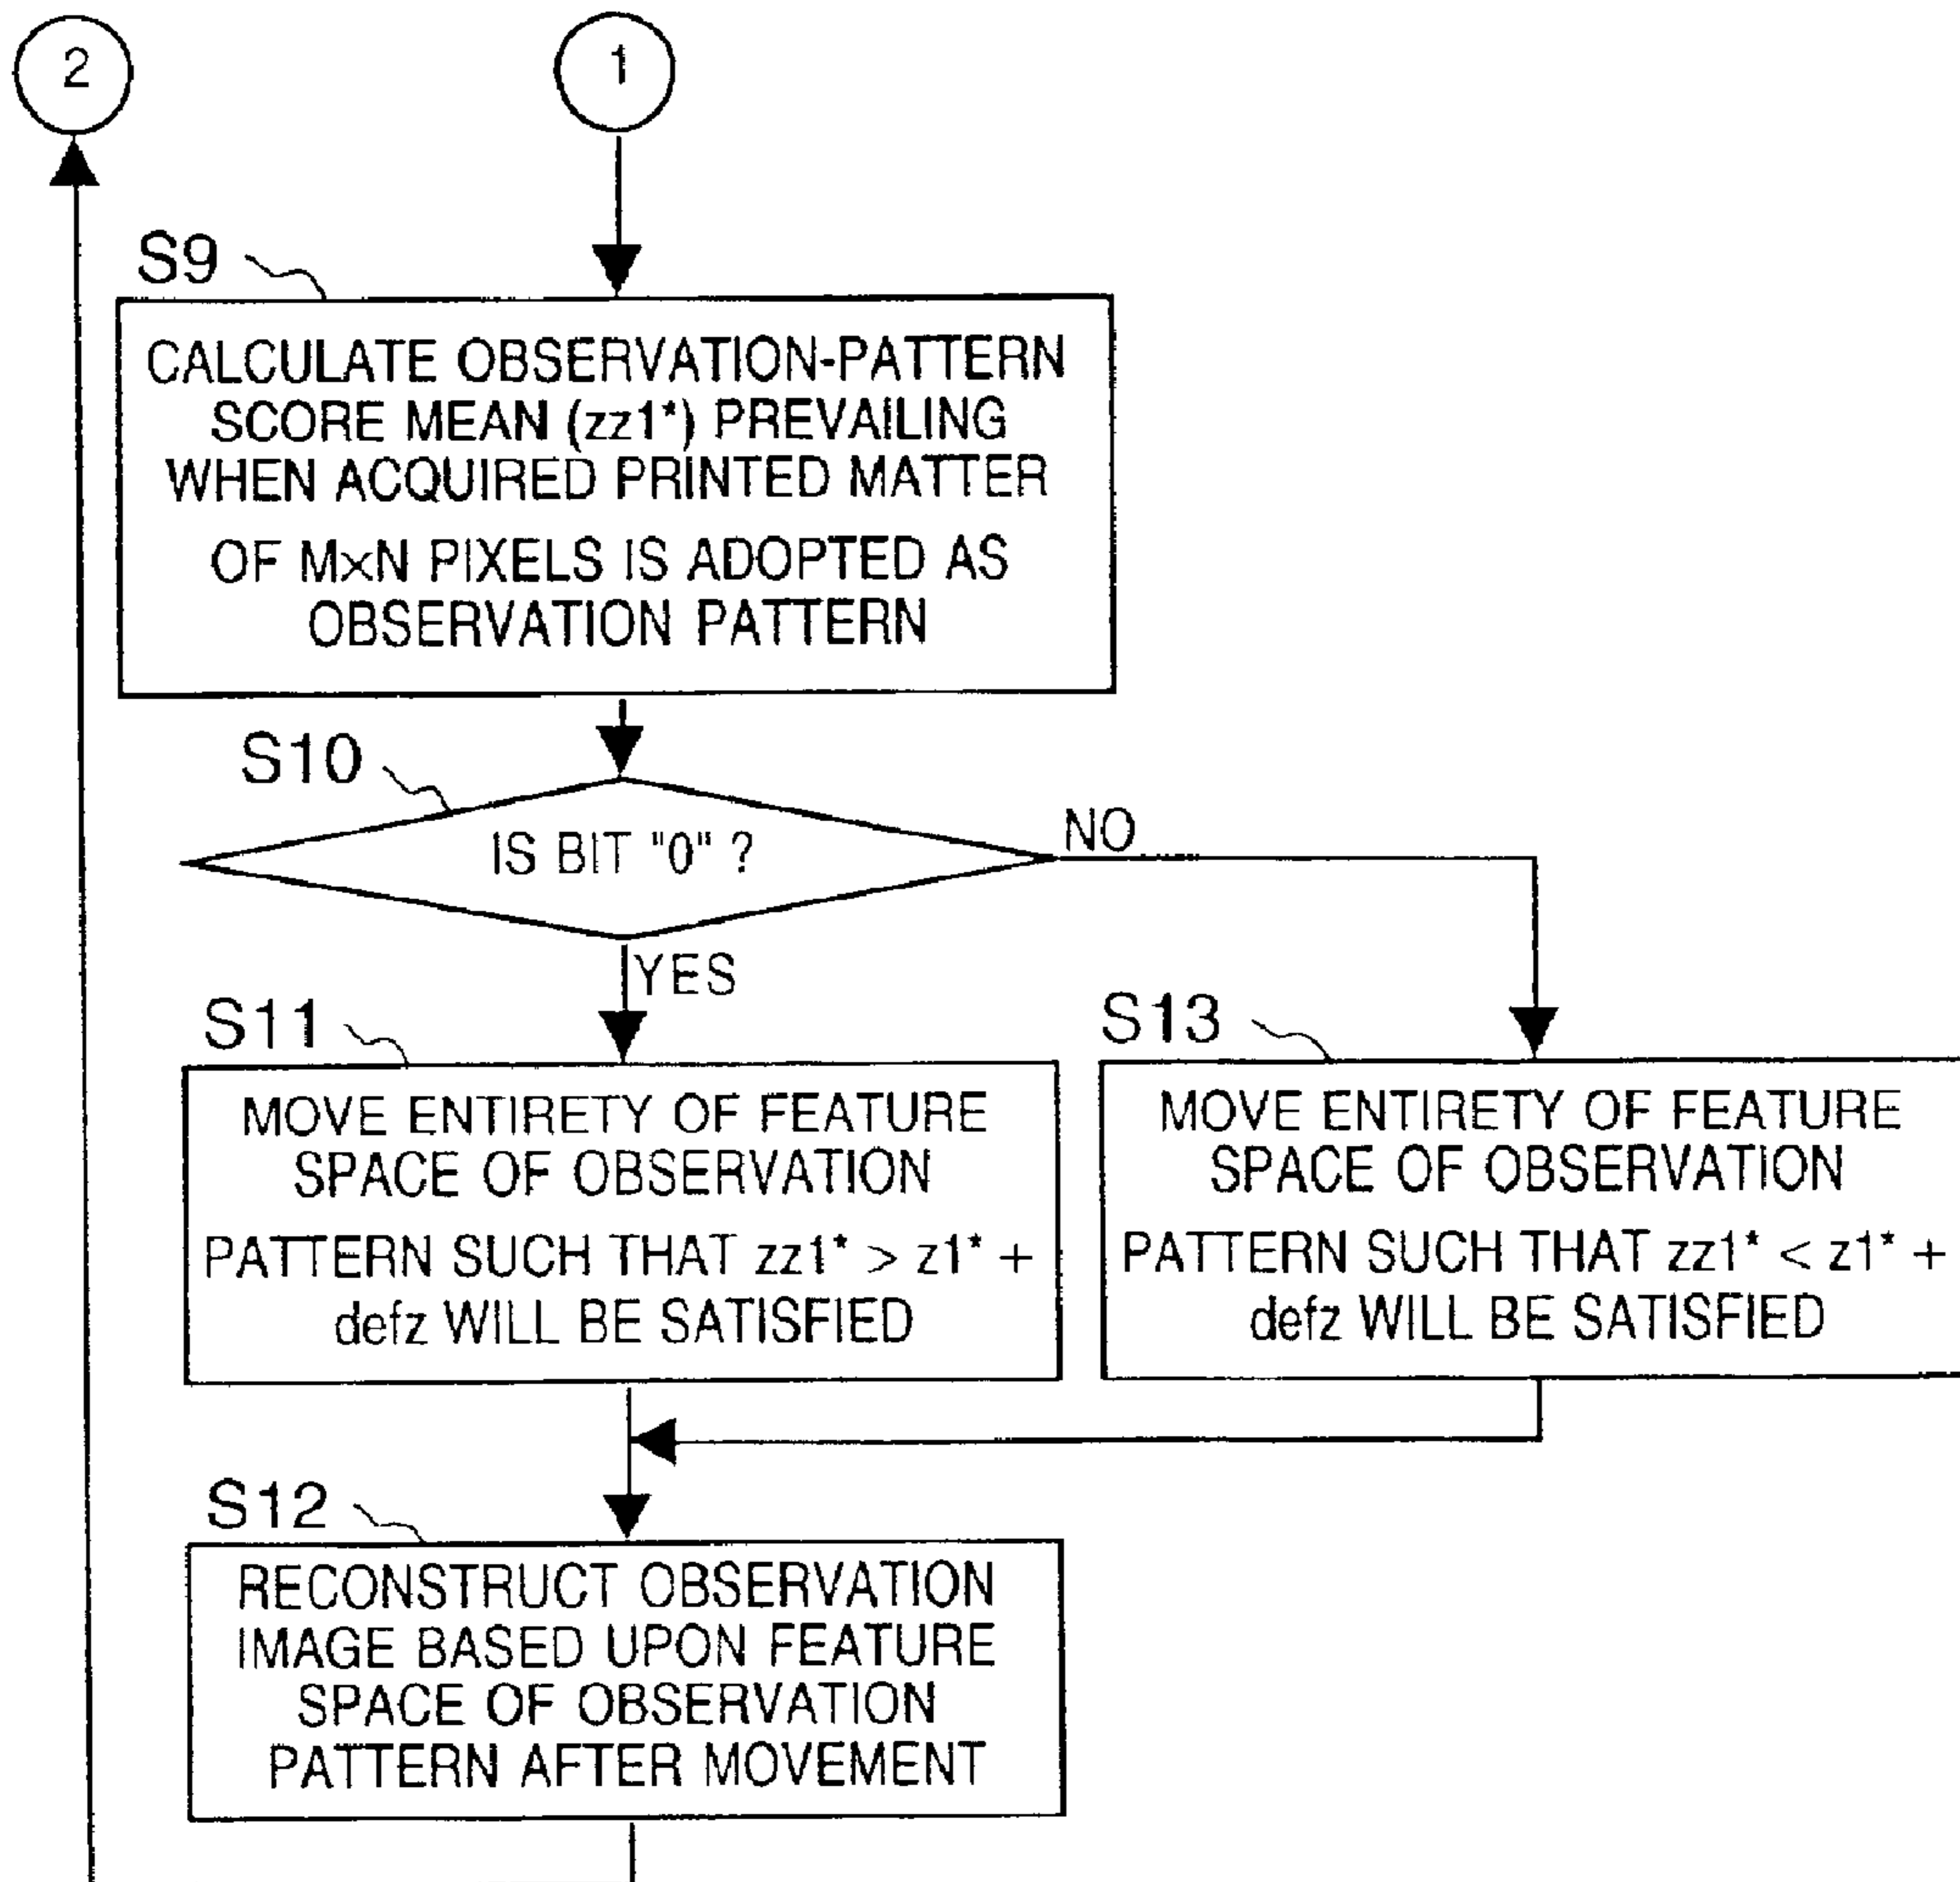 2
1
S9
CALCULATE OBSERVATION-PATTERN
SCORE MEAN (zz1*) PREVAILING
WHEN ACQUIRED PRINTED MATTER
OF M×N PIXELS IS ADOPTED AS
OBSERVATION PATTERN
S10
IS BIT "0" ?
NO
YES
S11
MOVE ENTIRETY OF FEATURE
SPACE OF OBSERVATION
PATTERN SUCH THAT zz1* > z1* +
defz WILL BE SATISFIED
S13
MOVE ENTIRETY OF FEATURE
SPACE OF OBSERVATION
PATTERN SUCH THAT zz1* < z1* +
defz WILL BE SATISFIED
S12
RECONSTRUCT OBSERVATION
IMAGE BASED UPON FEATURE
SPACE OF OBSERVATION
PATTERN AFTER MOVEMENT